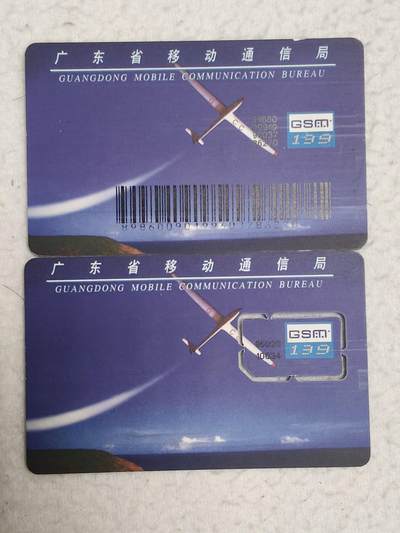 广东省移动通信局
GUANGDONG MOBILE COMMUNICATION BUREAU
GSM
139
广东省移动通信局
GUANGDONG MOBILE COMMUNICATION BUREAU
GSM
139
10034